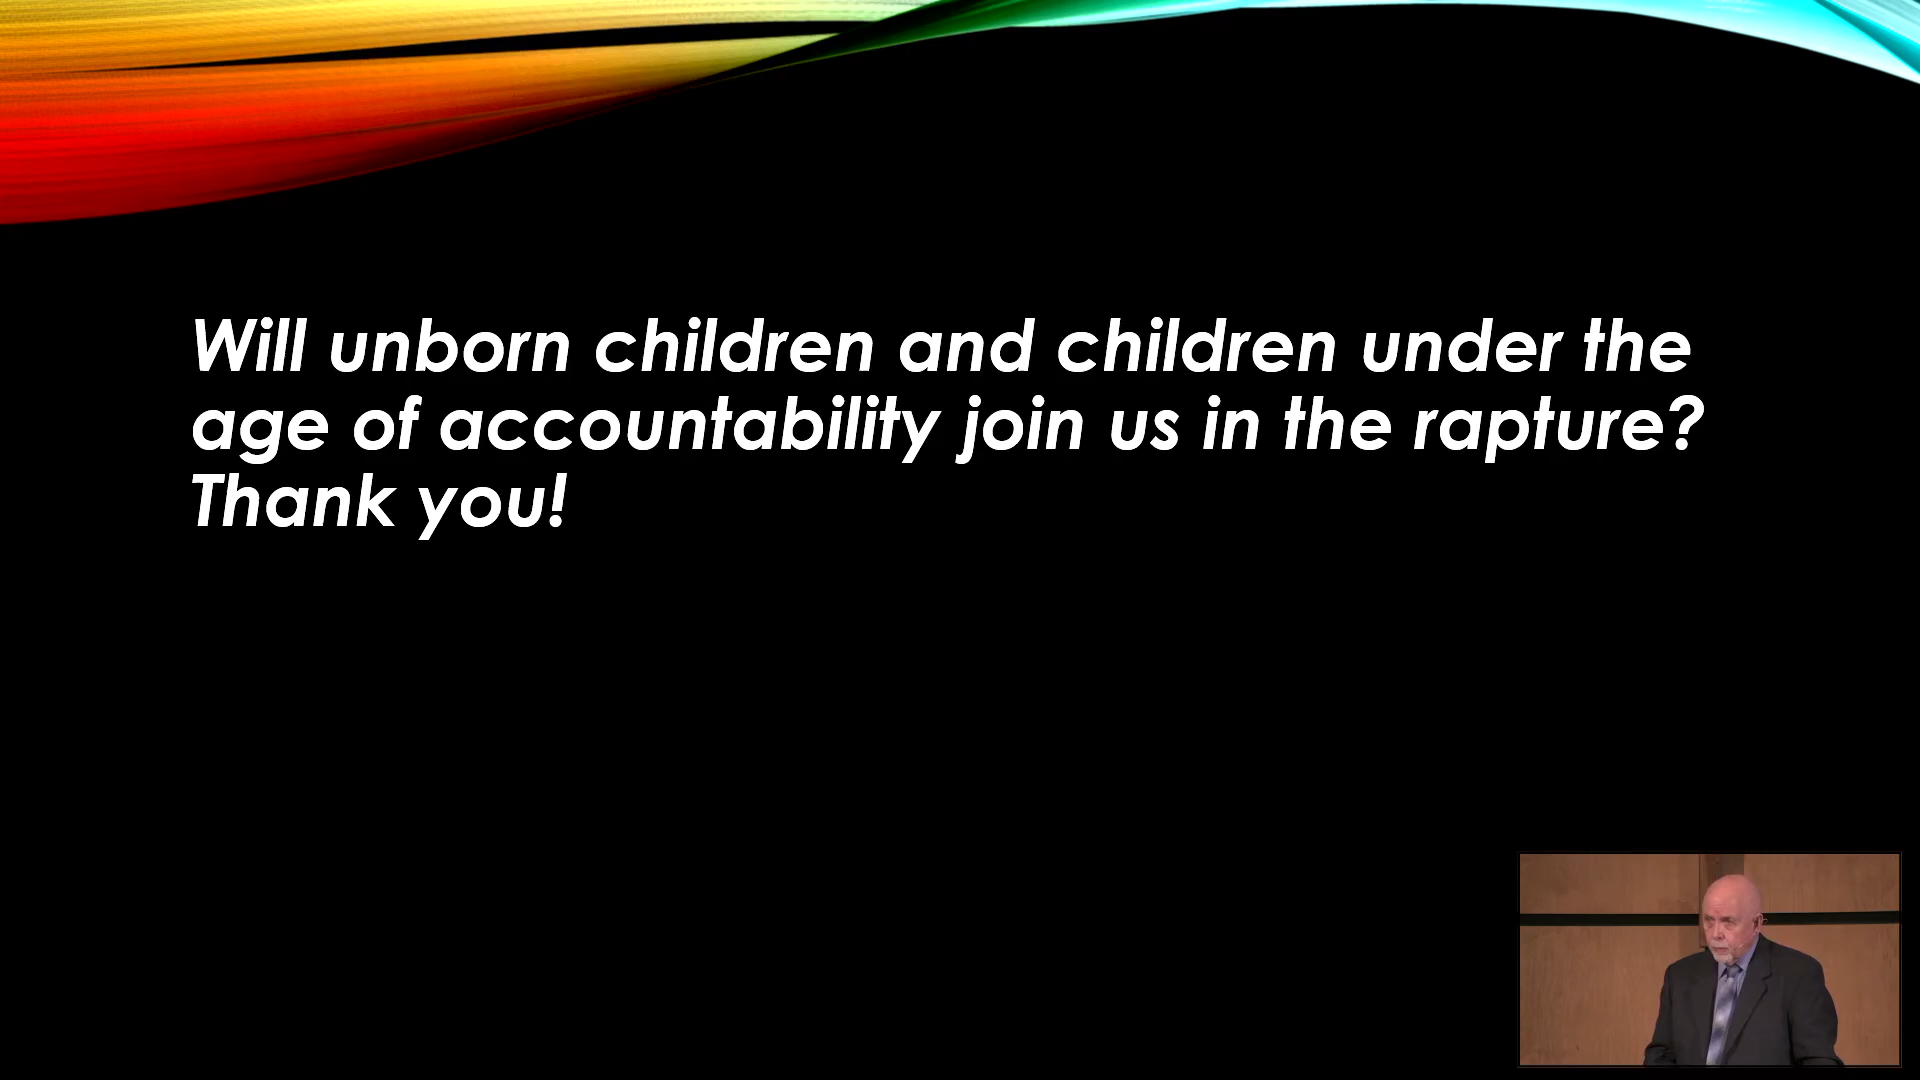 Will unborn children and children under the
age of accountability join us in the rapture?
Thank you!